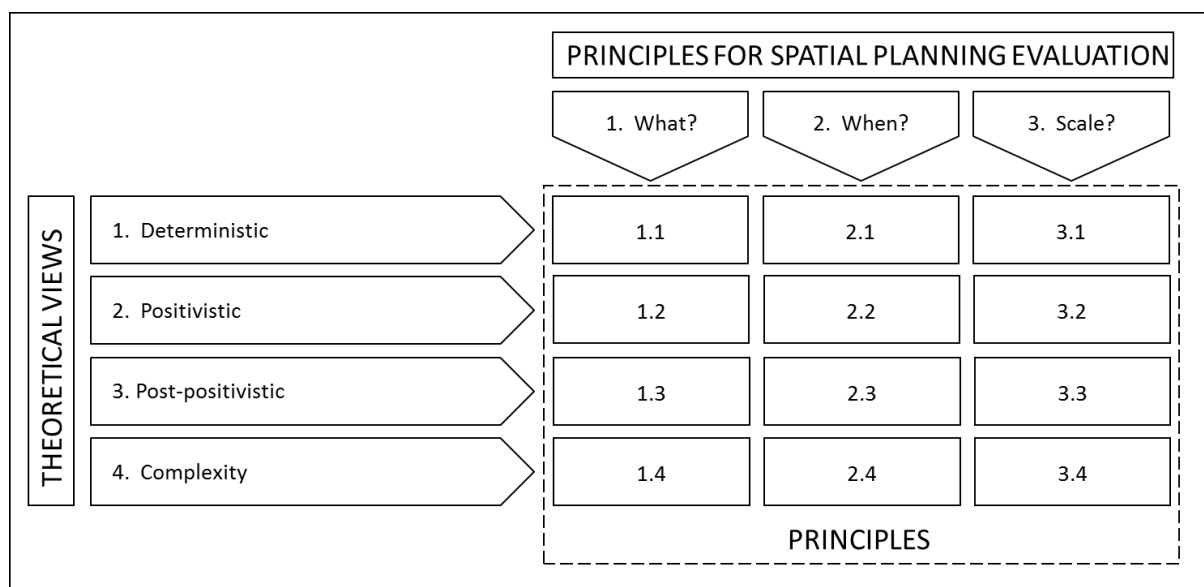 PRINCIPLES FOR SPATIAL PLANNING EVALUATION
1. What?
2. When?
3. Scale?
THEORETICAL VIEWS
1. Deterministic
1.1
2.1
3.1
2. Positivistic
1.2
2.2
3.2
3. Post-positivistic
1.3
2.3
3.3
4. Complexity
1.4
2.4
3.4
PRINCIPLES